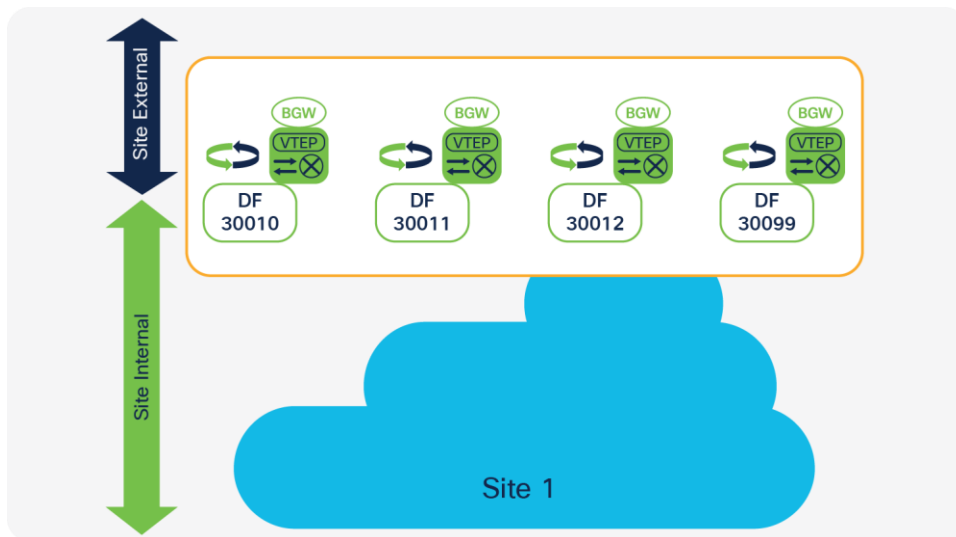 Site External
BGW
BGW
BGW
BGW
VTEP
VTEP
VTEP
VTEP
DF
30010
DF
30011
DF
30012
DF
30099
Site Internal
Site 1